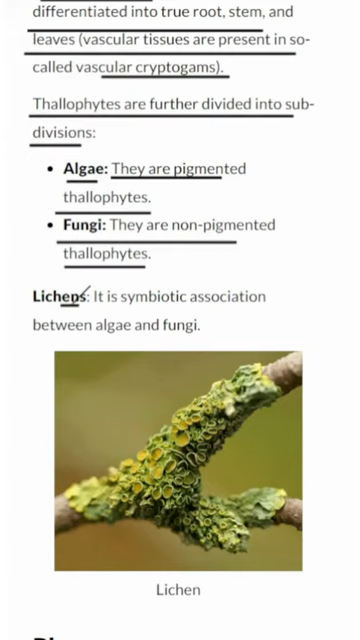 differentiated into true root, stem, and
leaves (vascular tissues are present in so-
called vascular cryptogams).
Thallophytes are further divided into sub-
divisions:
• Algae: They are pigmented
thallophytes.
• Fungi: They are non-pigmented
thallophytes.
Lichens: It is symbiotic association
between algae and fungi.
Lichen